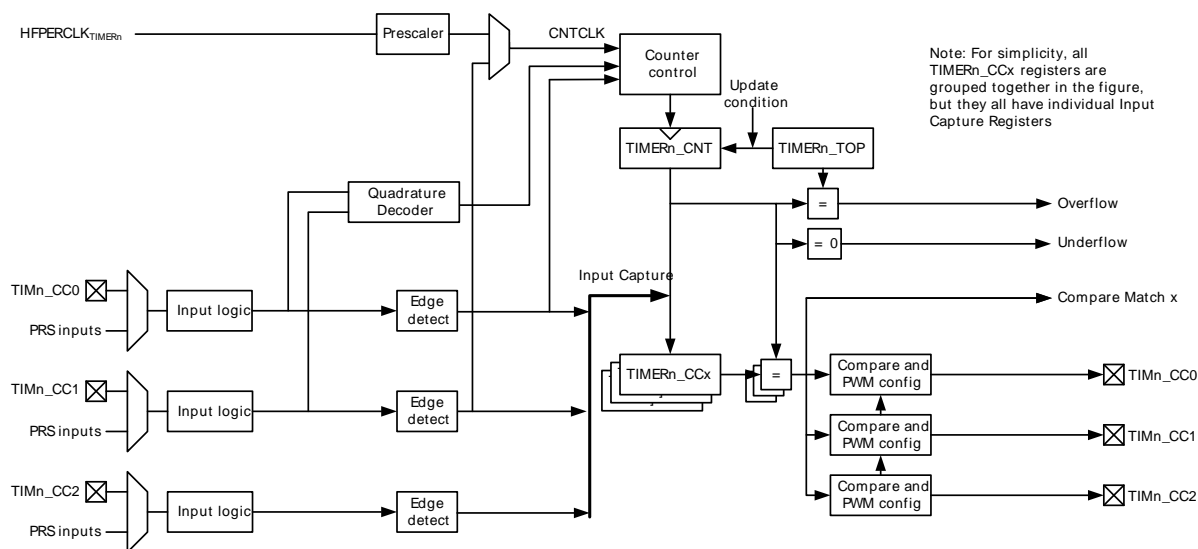 HFPERCLKTIMERn
Prescaler
CNTCLK
Counter
control
Note: For simplicity, all
TIMERn_CCx registers are
grouped together in the figure,
but they all have individual Input
Capture Registers
Update
condition
TIMERn_CNT
TIMERn_TOP
Quadrature
Decoder
=
Overflow
= 0
Underflow
Input Capture
TIMn_CC0
PRS inputs
Input logic
Edge
detect
Compare Match x
TIMERn_CCx
=
Compare and
PWM config
TIMn_CC0
TIMn_CC1
PRS inputs
Input logic
Edge
detect
Compare and
PWM config
TIMn_CC1
TIMn_CC2
PRS inputs
Input logic
Edge
detect
Compare and
PWM config
TIMn_CC2